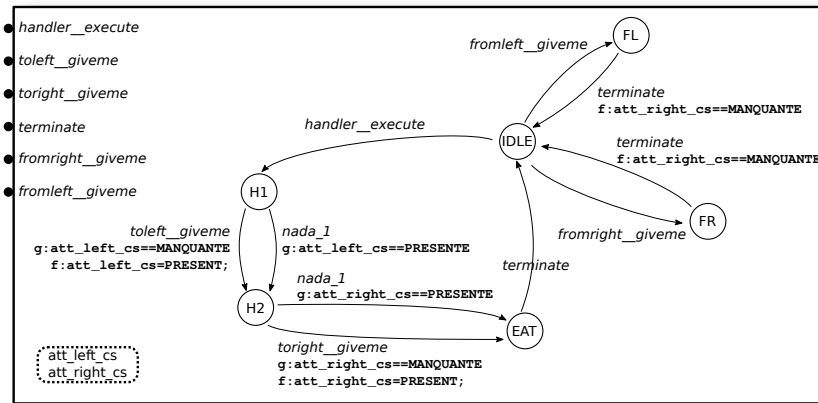 handler__execute
toleft__giveme
toright__giveme
terminate
fromright__giveme
fromleft__giveme
fromleft__giveme
FL
terminate
f:att_right_cs==MANQUANTE
handler__execute
IDLE
terminate
f:att_right_cs==MANQUANTE
H1
FR
fromright__giveme
toleft__giveme
g:att_left_cs==MANQUANTE
f:att_left_cs=PRESENT;
nada_1
g:att_left_cs==PRESENTE
terminate
nada_1
g:att_right_cs==PRESENTE
H2
EAT
toright__giveme
g:att_right_cs==MANQUANTE
f:att_right_cs=PRESENT;
att_left_cs
att_right_cs